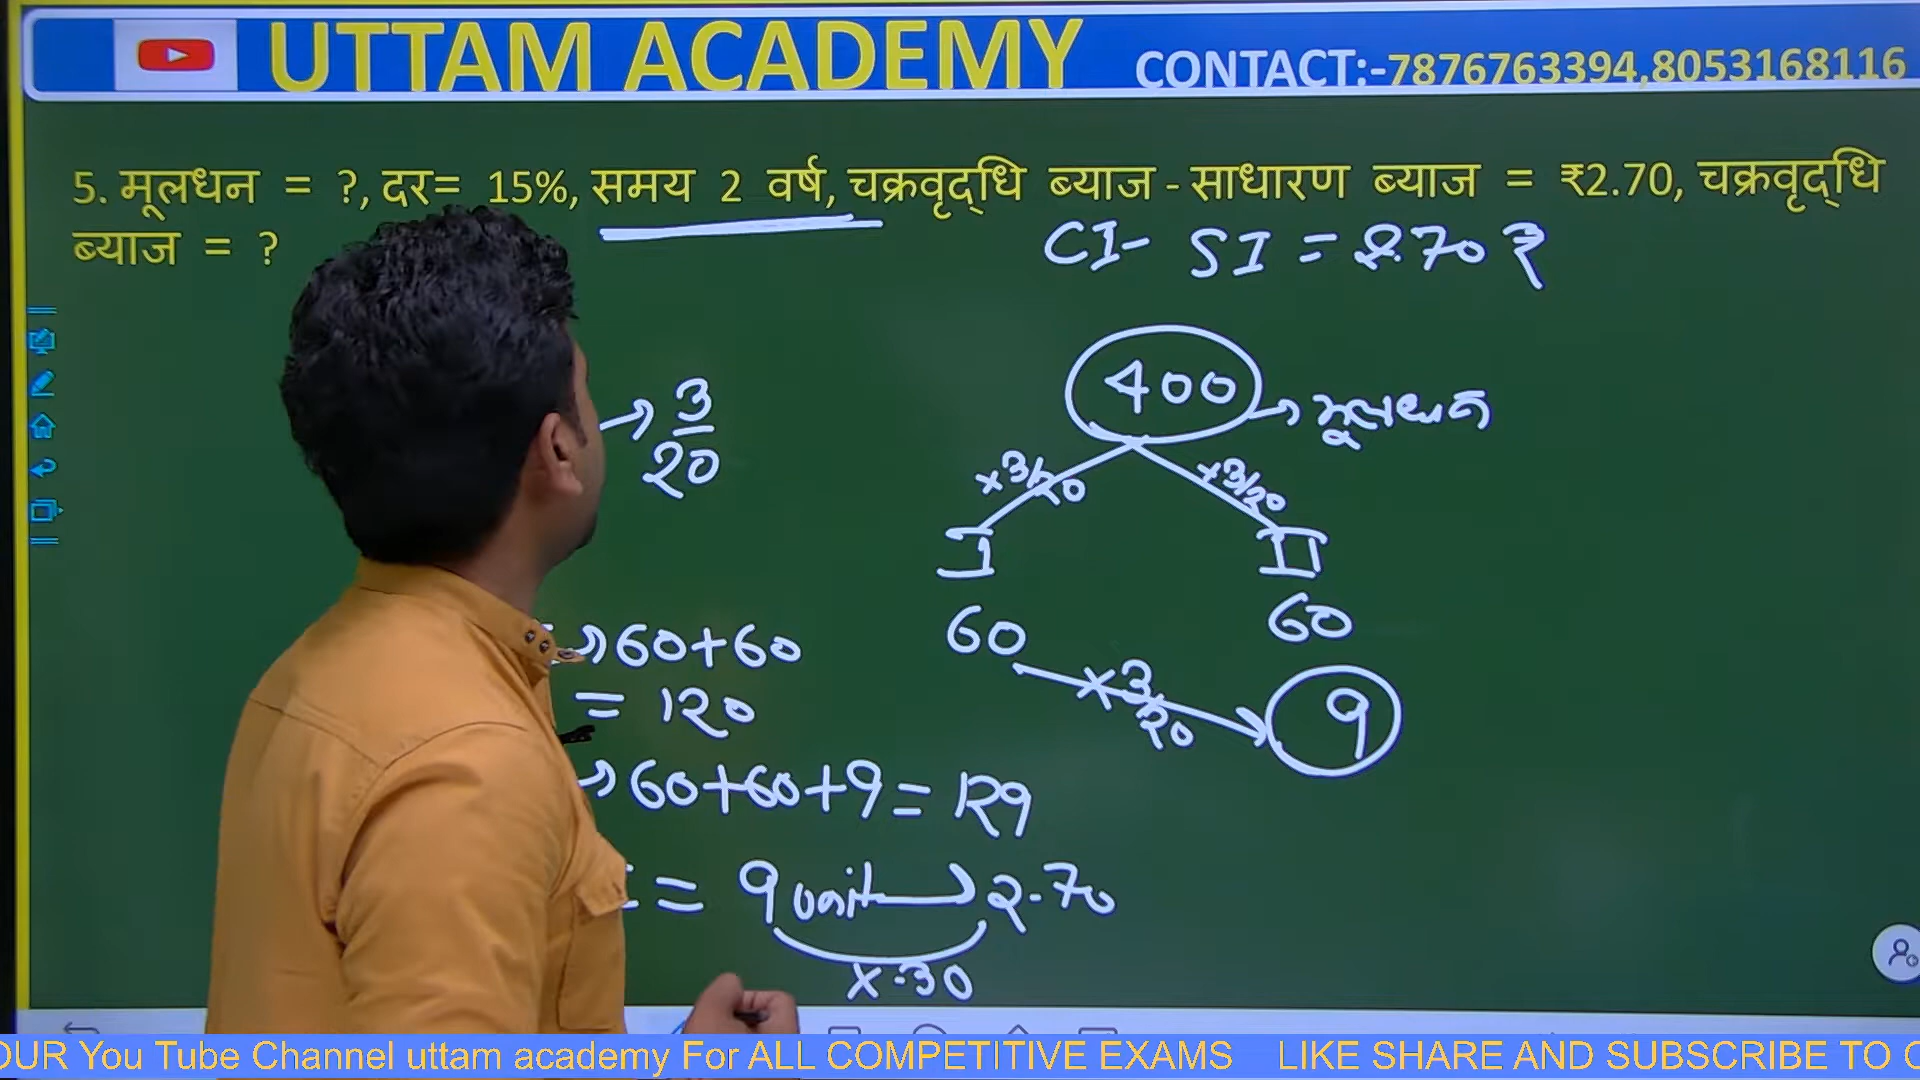 UTTAM ACADEMY
CONTACT:-7876763394,8053168116
5. मूलधन = ?, दर= 15%, समय 2 वर्ष, चक्रवृद्धि ब्याज - साधारण ब्याज = ₹2.70, चक्रवृद्धि
ब्याज = ?
CI- SI = 2.70 ₹
400 → मूलधन
3/20
×3/20 ×3/20
I II
60 60
→ 60+60
= 120
×3/20
9
→ 60+60+9 = 129
= 9 unit → 2.70
×.30
OUR You Tube Channel uttam academy For ALL COMPETITIVE EXAMS LIKE SHARE AND SUBSCRIBE TO